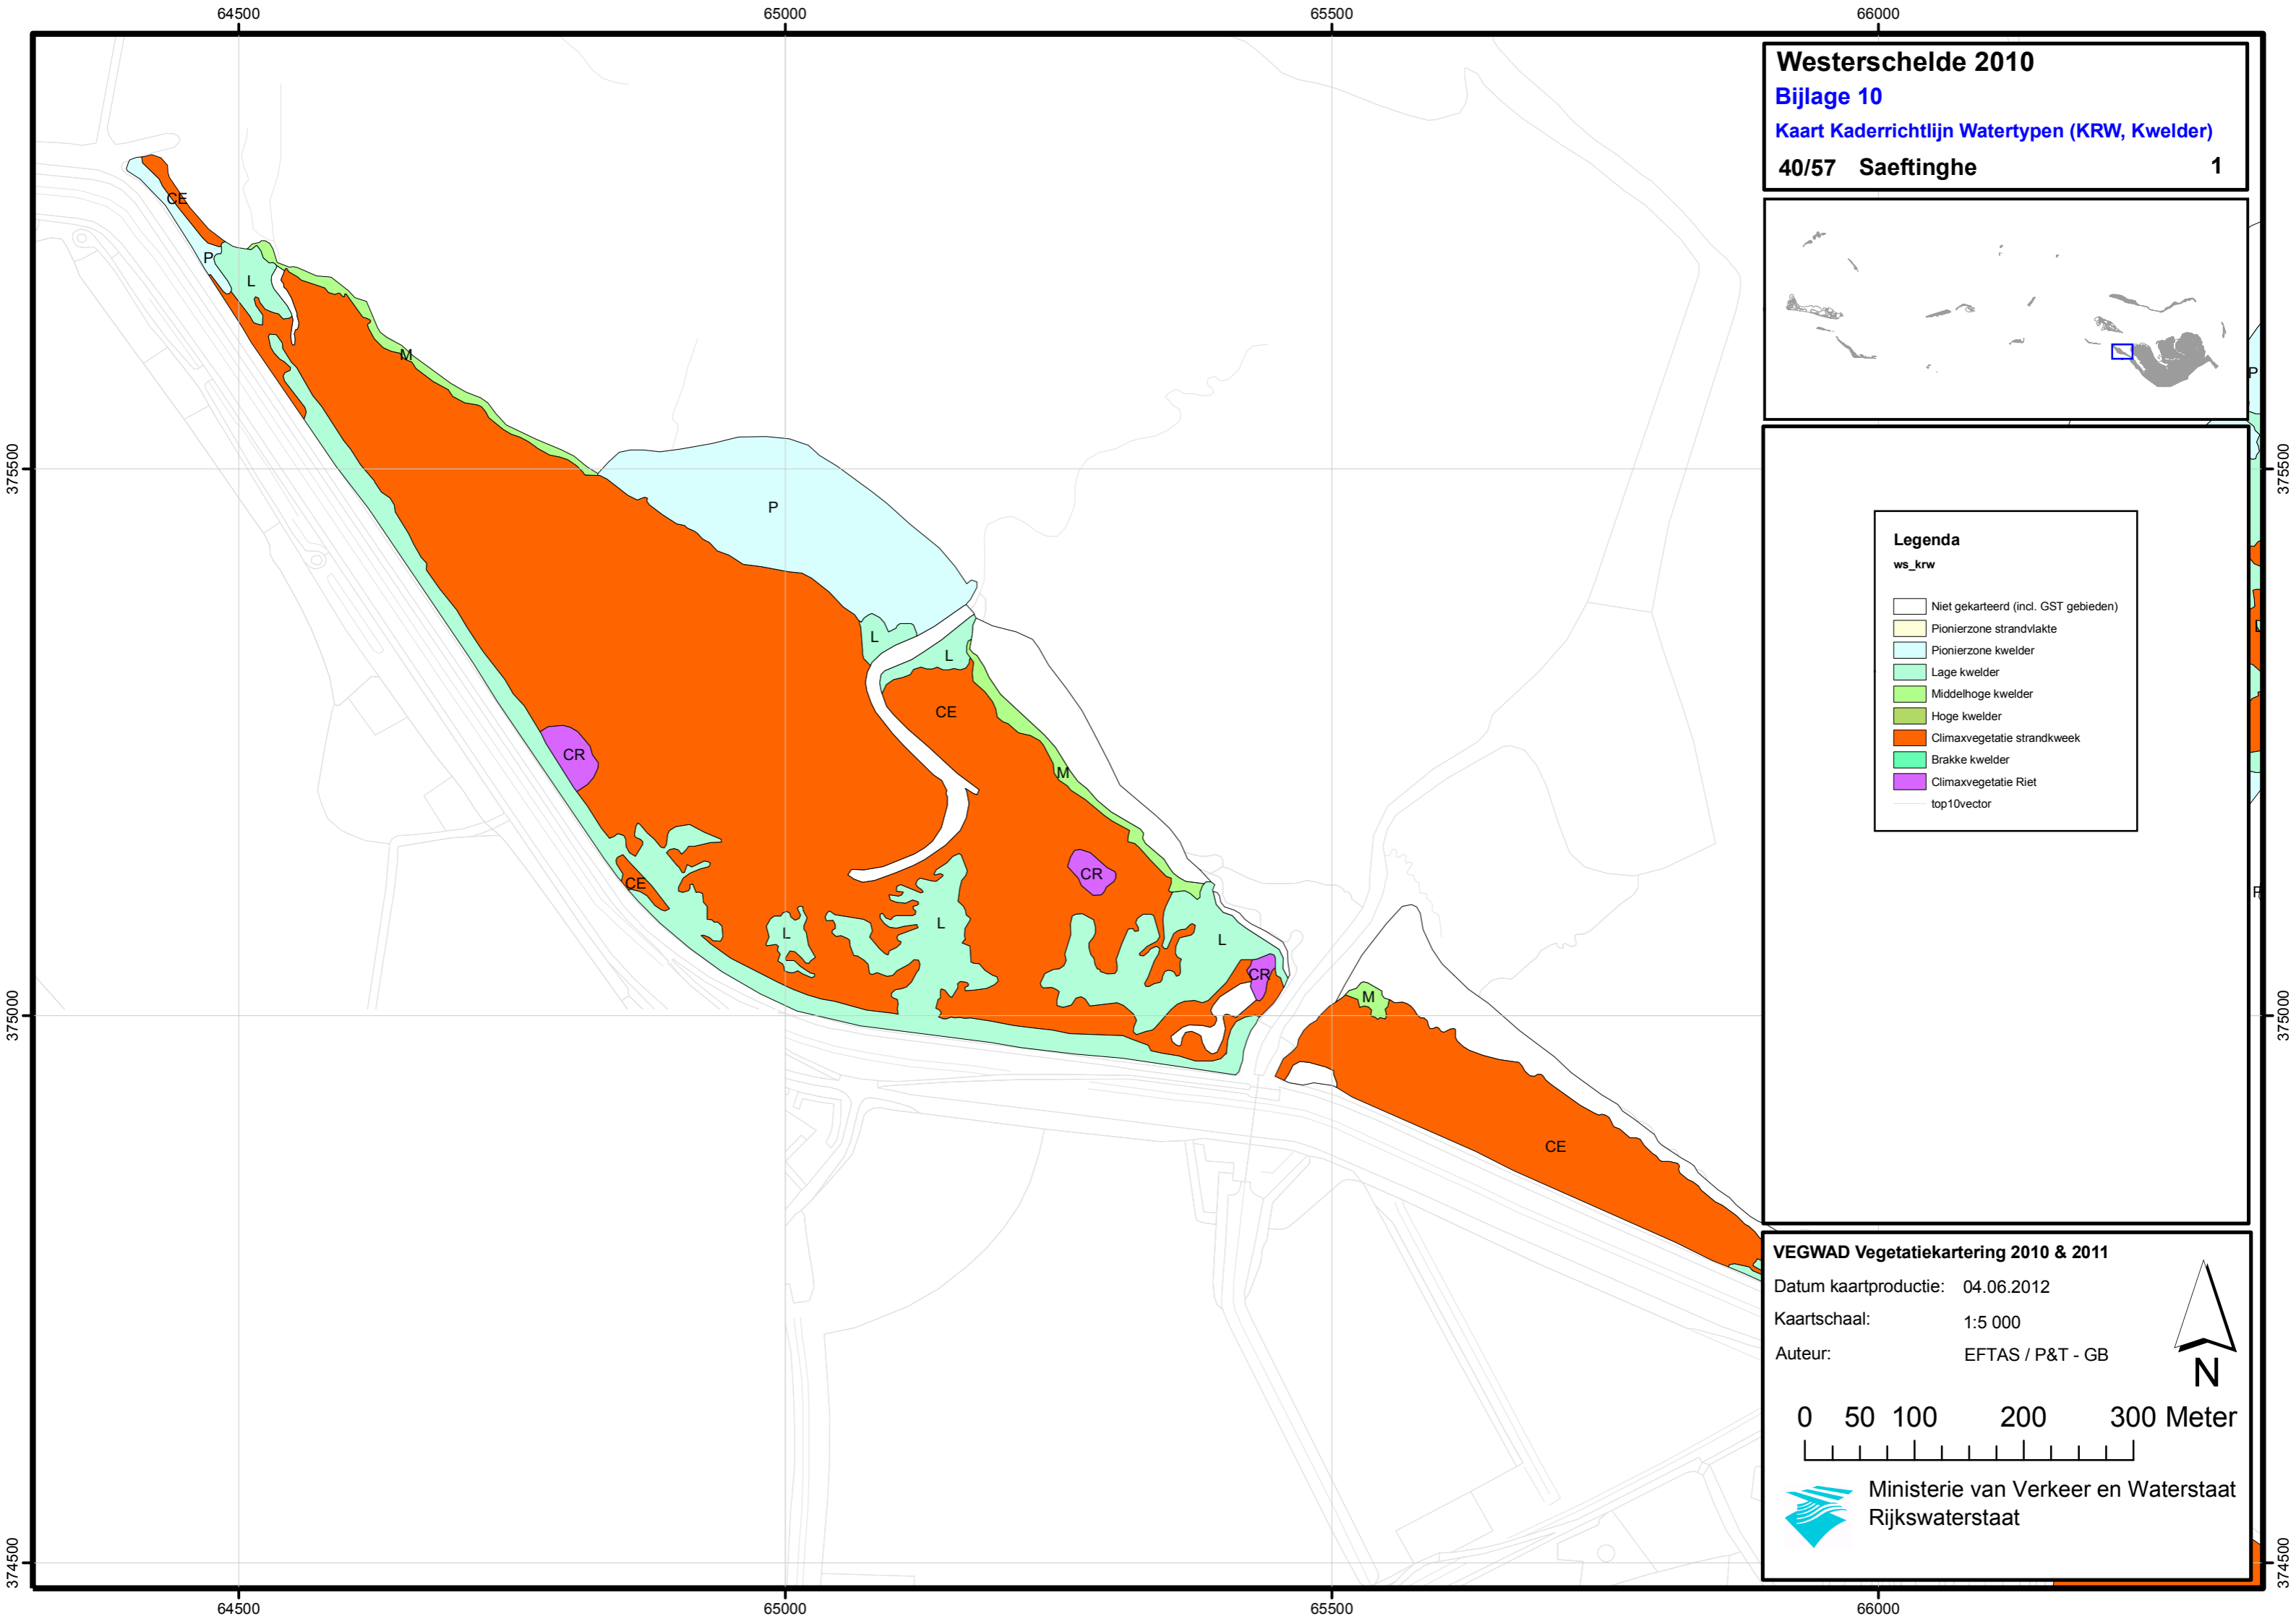 64500 65000 65500 66000
Westerschelde 2010
Bijlage 10
Kaart Kaderrichtlijn Watertypen (KRW, Kwelder)
40/57 Saeftinghe 1
CE
P
L
M
P
375500 375500
P
L
L
CE
CR
M
Legenda
ws_krw
Niet gekarteerd (incl. GST gebieden)
Pionierzone strandvlakte
Pionierzone kwelder
Lage kwelder
Middelhoge kwelder
Hoge kwelder
Climaxvegetatie strandkweek
Brakke kwelder
Climaxvegetatie Riet
top10vector
CR
CE
L
L
L
CR
M
375000 375000
CE
VEGWAD Vegetatiekartering 2010 & 2011
Datum kaartproductie: 04.06.2012
Kaartschaal: 1:5 000
Auteur: EFTAS / P&T - GB
N
0 50 100 200 300 Meter
Ministerie van Verkeer en Waterstaat
Rijkswaterstaat
374500 374500
64500 65000 65500 66000